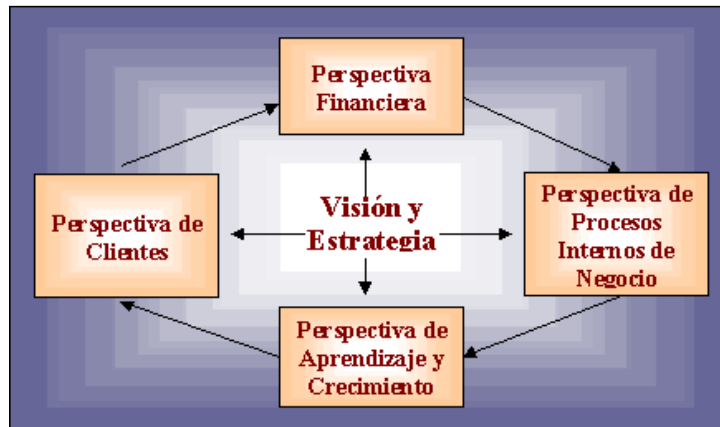 Perspectiva
Financiera
Perspectiva de
Clientes
Visión y
Estrategia
Perspectiva de
Procesos
Internos de
Negocio
Perspectiva de
Aprendizaje y
Crecimiento